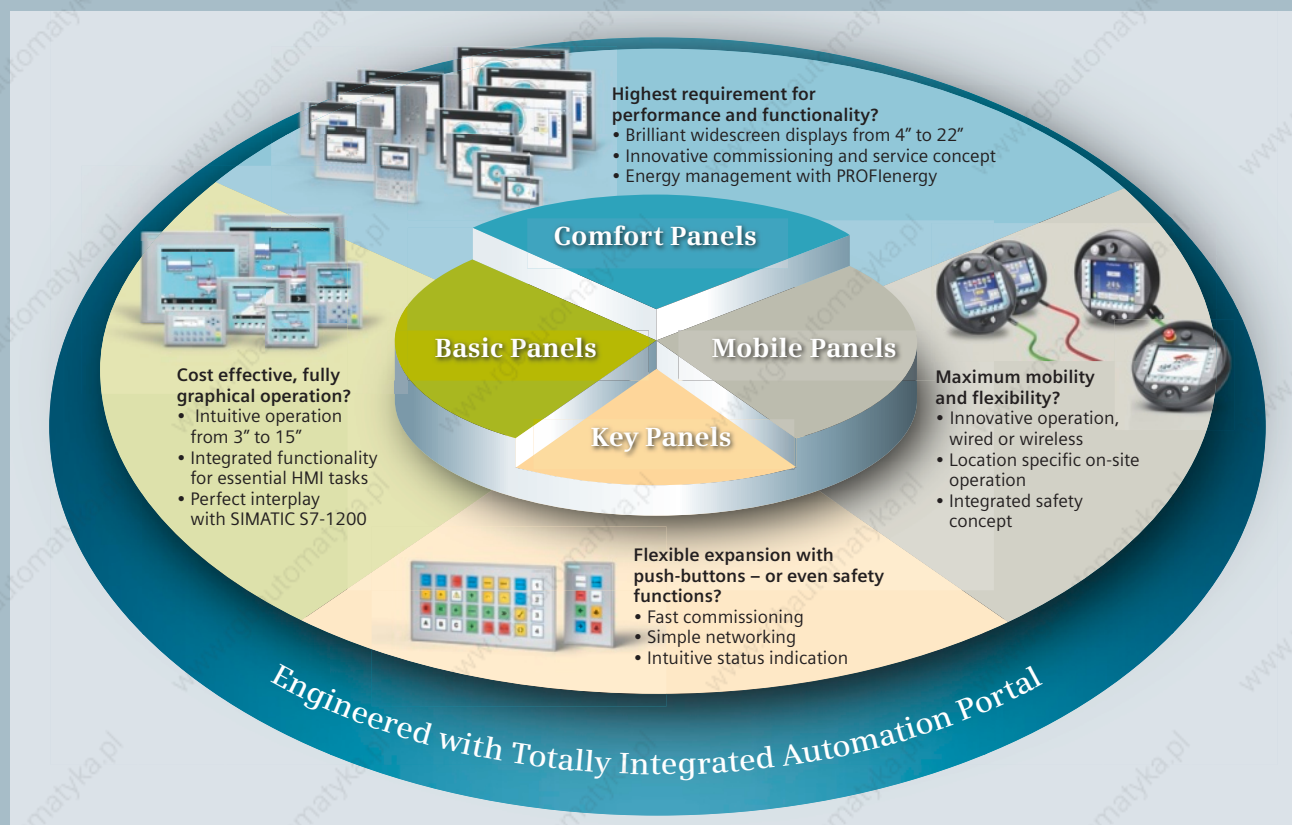 Highest requirement for
performance and functionality?
• Brilliant widescreen displays from 4″ to 22″
• Innovative commissioning and service concept
• Energy management with PROFIenergy
Comfort Panels
Basic Panels
Mobile Panels
Key Panels
Cost effective, fully
graphical operation?
• Intuitive operation
from 3″ to 15″
• Integrated functionality
for essential HMI tasks
• Perfect interplay
with SIMATIC S7-1200
Maximum mobility
and flexibility?
• Innovative operation,
wired or wireless
• Location specific on-site
operation
• Integrated safety
concept
Flexible expansion with
push-buttons – or even safety
functions?
• Fast commissioning
• Simple networking
• Intuitive status indication
Engineered with Totally Integrated Automation Portal
www.rgbautomatyka.pl